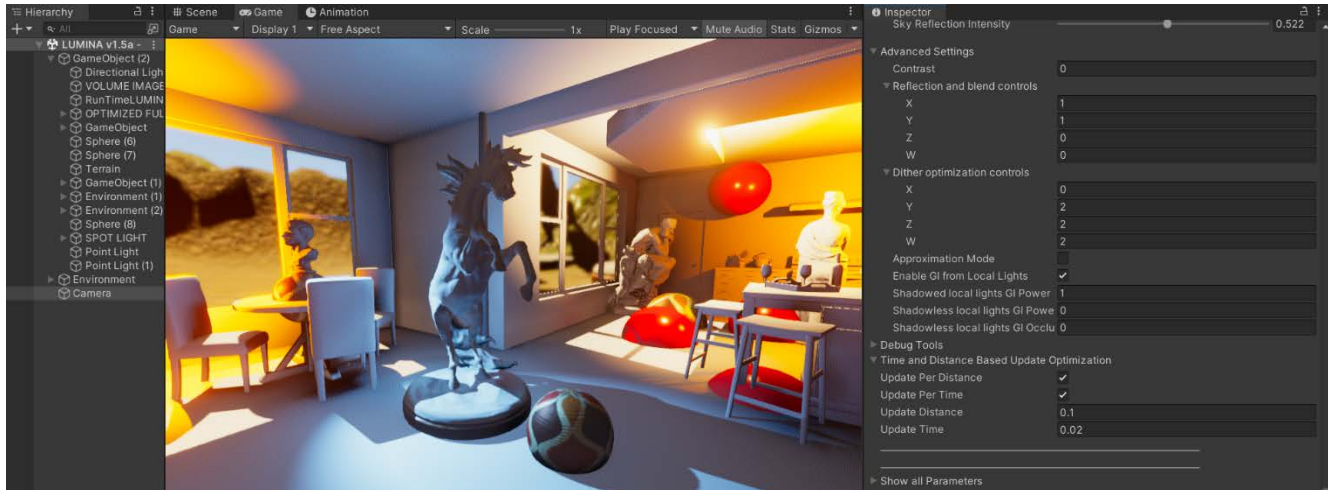 Hierarchy
All
LUMINA v1.5a -
GameObject (2)
Directional Ligh
VOLUME IMAGE
RunTimeLUMIN
OPTIMIZED FUL
GameObject
Sphere (6)
Sphere (7)
Terrain
GameObject (1)
Environment (1)
Environment (2)
Sphere (8)
SPOT LIGHT
Point Light
Point Light (1)
Environment
Camera
Scene Game Animation
Game Display 1 Free Aspect Scale 1x Play Focused Mute Audio Stats Gizmos
Inspector
Sky Reflection Intensity 0.522
Advanced Settings
Contrast 0
Reflection and blend controls
X 1
Y 1
Z 0
W 0
Dither optimization controls
X 0
Y 2
Z 2
W 2
Approximation Mode
Enable GI from Local Lights
Shadowed local lights GI Power 1
Shadowless local lights GI Powe 0
Shadowless local lights GI Occlu 0
Debug Tools
Time and Distance Based Update Optimization
Update Per Distance
Update Per Time
Update Distance 0.1
Update Time 0.02
Show all Parameters